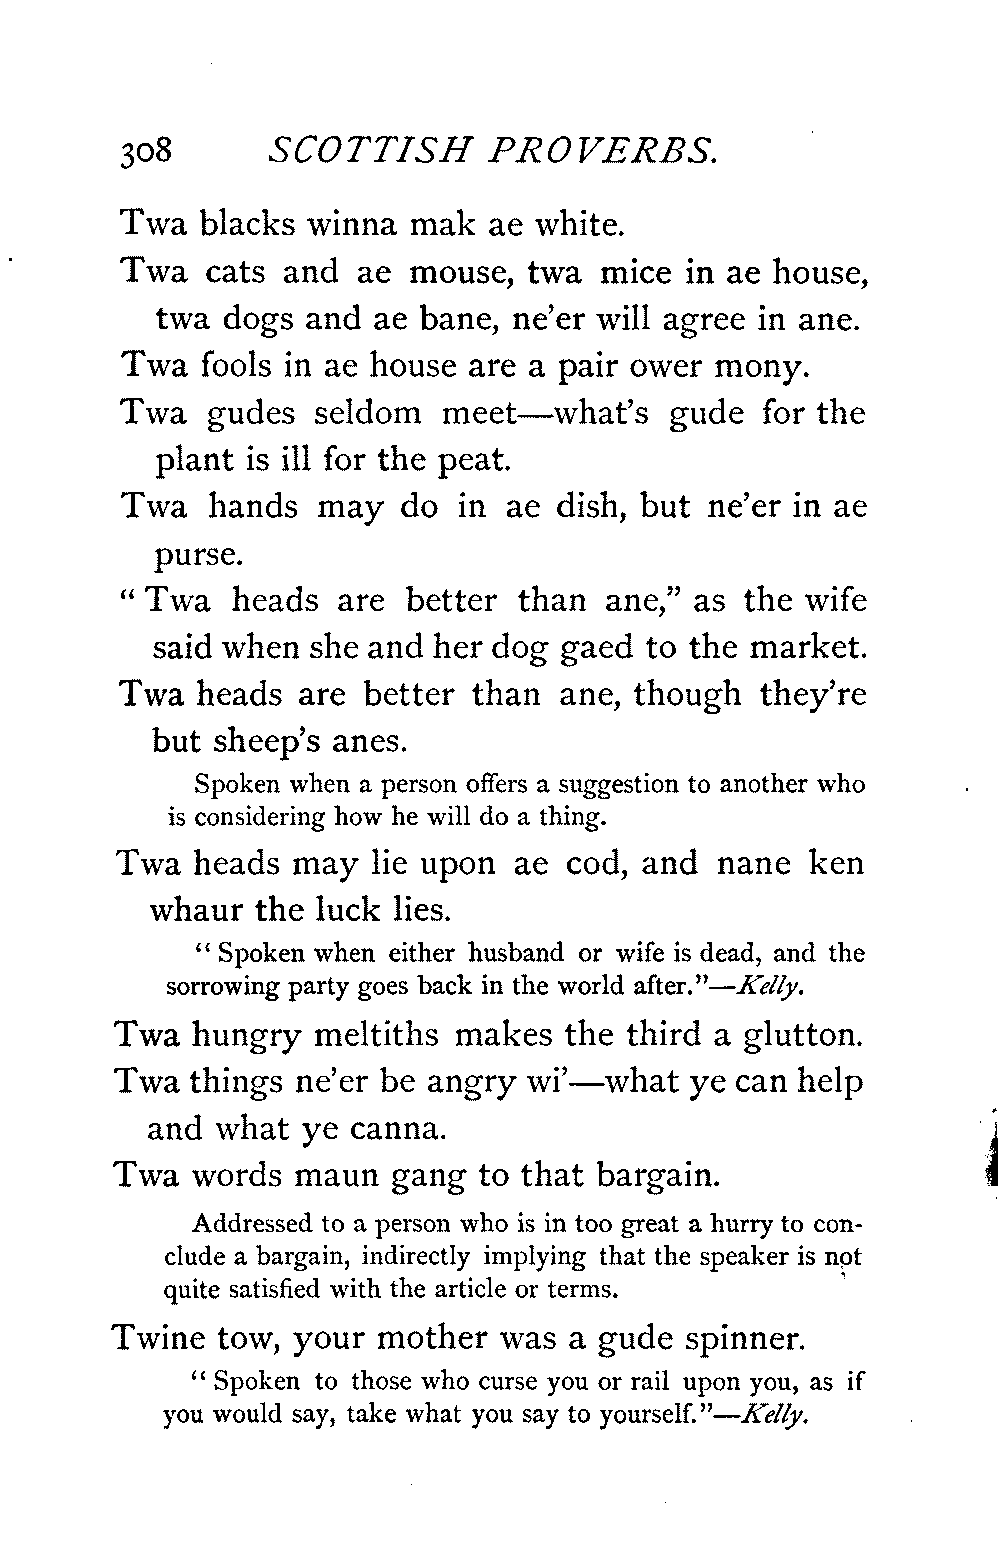 308 SCOTTISH PROVERBS.
Twa blacks winna mak ae white.
Twa cats and ae mouse, twa mice in ae house,
twa dogs and ae bane, ne'er will agree in ane.
Twa fools in ae house are a pair ower mony.
Twa gudes seldom meet—what's gude for the
plant is ill for the peat.
Twa hands may do in ae dish, but ne'er in ae
purse.
"Twa heads are better than ane," as the wife
said when she and her dog gaed to the market.
Twa heads are better than ane, though they're
but sheep's anes.
Spoken when a person offers a suggestion to another who
is considering how he will do a thing.
Twa heads may lie upon ae cod, and nane ken
whaur the luck lies.
"Spoken when either husband or wife is dead, and the
sorrowing party goes back in the world after."—Kelly.
Twa hungry meltiths makes the third a glutton.
Twa things ne'er be angry wi'—what ye can help
and what ye canna.
Twa words maun gang to that bargain.
Addressed to a person who is in too great a hurry to con-
clude a bargain, indirectly implying that the speaker is not
quite satisfied with the article or terms.
Twine tow, your mother was a gude spinner.
"Spoken to those who curse you or rail upon you, as if
you would say, take what you say to yourself."—Kelly.